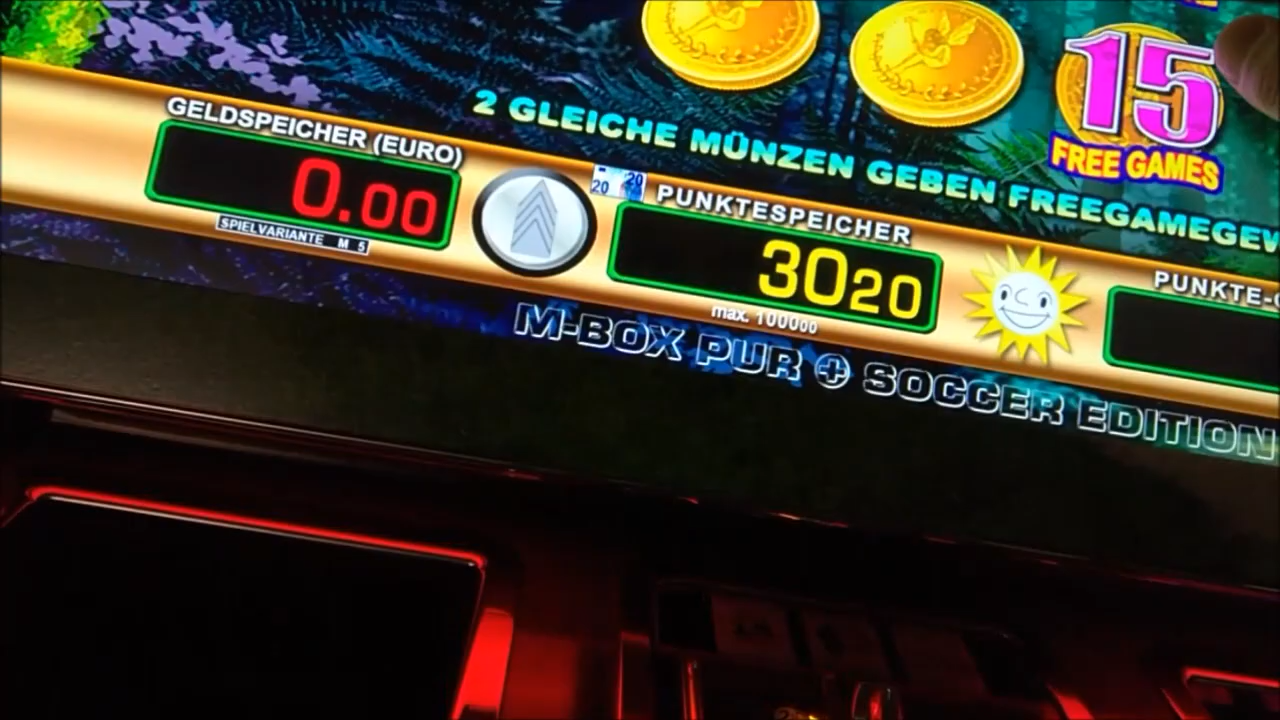 15
FREE GAMES
2 GLEICHE MÜNZEN GEBEN FREEGAMEGEW
GELDSPEICHER (EURO)
0.00
SPIELVARIANTE M 5
20 20
PUNKTESPEICHER
3020
max. 100000
PUNKTE-
M-BOX PUR + SOCCER EDITION